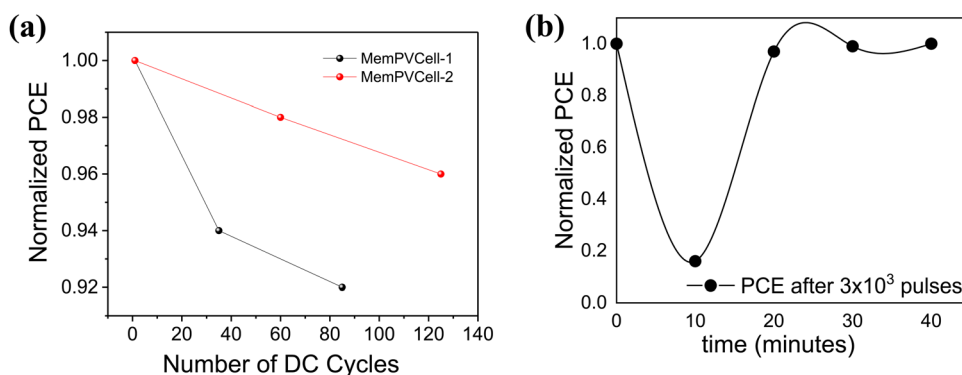 (a)
Normalized PCE
1.00
0.98
0.96
0.94
0.92
MemPVCell-1
MemPVCell-2
0 20 40 60 80 100 120 140
Number of DC Cycles
(b)
Normalized PCE
1.0
0.8
0.6
0.4
0.2
0.0
PCE after 3x10³ pulses
0 10 20 30 40
time (minutes)